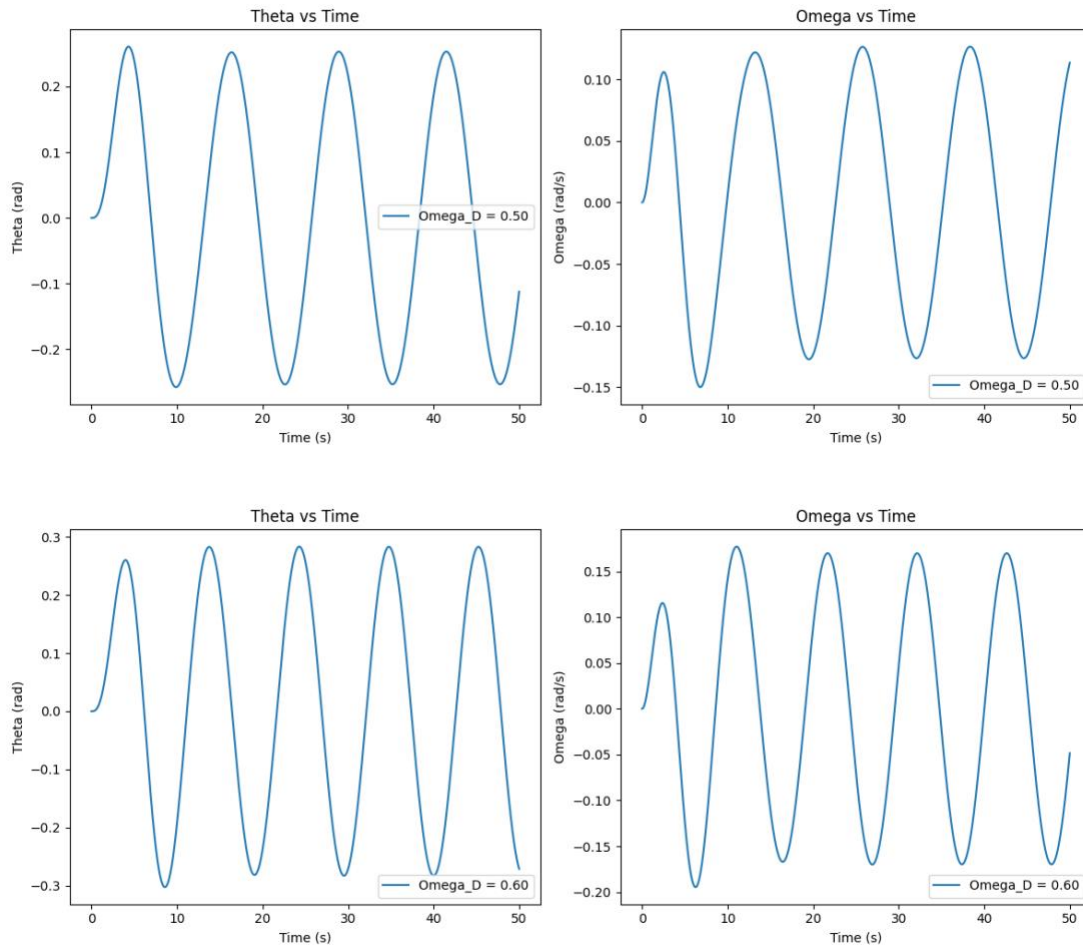 Theta vs Time
Omega vs Time
0.2
0.1
0.0
−0.1
−0.2
Theta (rad)
Omega_D = 0.50
0 10 20 30 40 50
Time (s)
0.10
0.05
0.00
−0.05
−0.10
−0.15
Omega (rad/s)
Omega_D = 0.50
0 10 20 30 40 50
Time (s)
Theta vs Time
Omega vs Time
0.3
0.2
0.1
0.0
−0.1
−0.2
−0.3
Theta (rad)
Omega_D = 0.60
0 10 20 30 40 50
Time (s)
0.15
0.10
0.05
0.00
−0.05
−0.10
−0.15
−0.20
Omega (rad/s)
Omega_D = 0.60
0 10 20 30 40 50
Time (s)